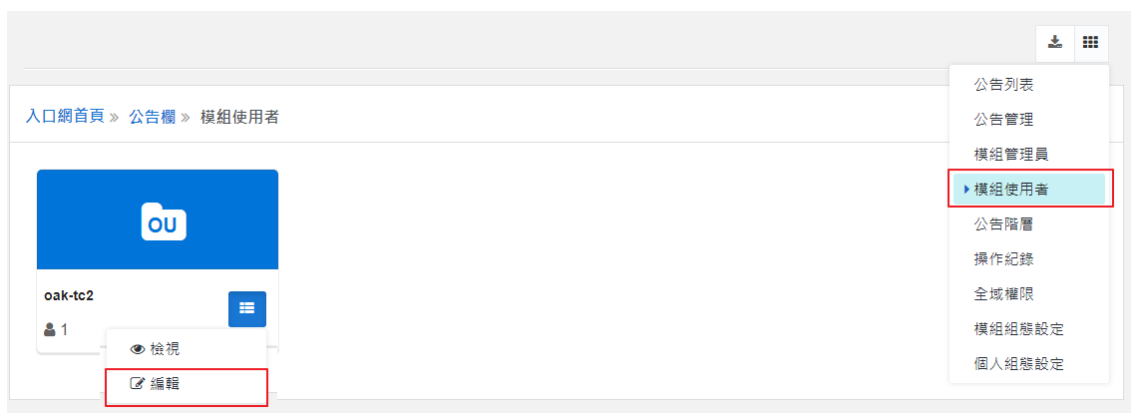 公告列表
公告管理
模組管理員
模組使用者
公告階層
操作紀錄
全域權限
模組組態設定
個人組態設定
入口網首頁 » 公告欄 » 模組使用者
OU
oak-tc2
1
檢視
編輯